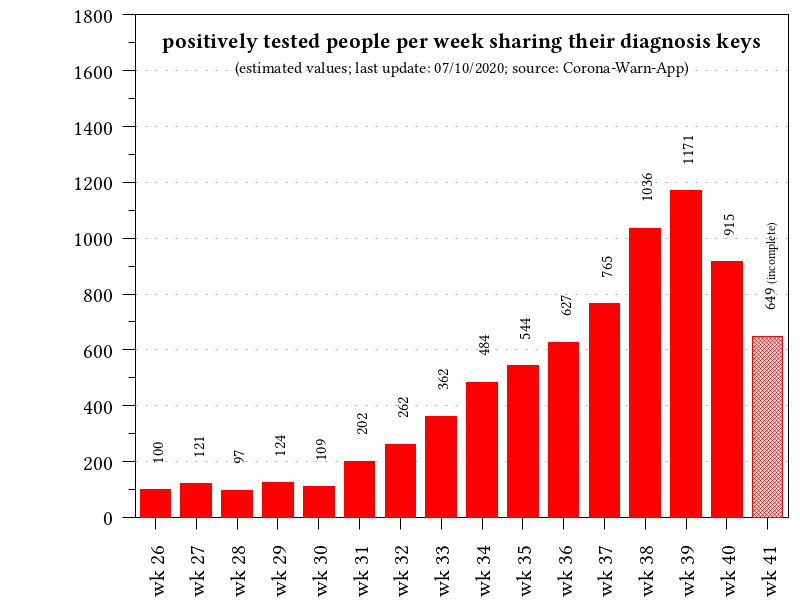 positively tested people per week sharing their diagnosis keys
(estimated values; last update: 07/10/2020; source: Corona-Warn-App)
1800
1600
1400
1200
1000
800
600
400
200
0
100
121
97
124
109
202
262
362
484
544
627
765
1036
1171
915
649 (incomplete)
wk 26
wk 27
wk 28
wk 29
wk 30
wk 31
wk 32
wk 33
wk 34
wk 35
wk 36
wk 37
wk 38
wk 39
wk 40
wk 41